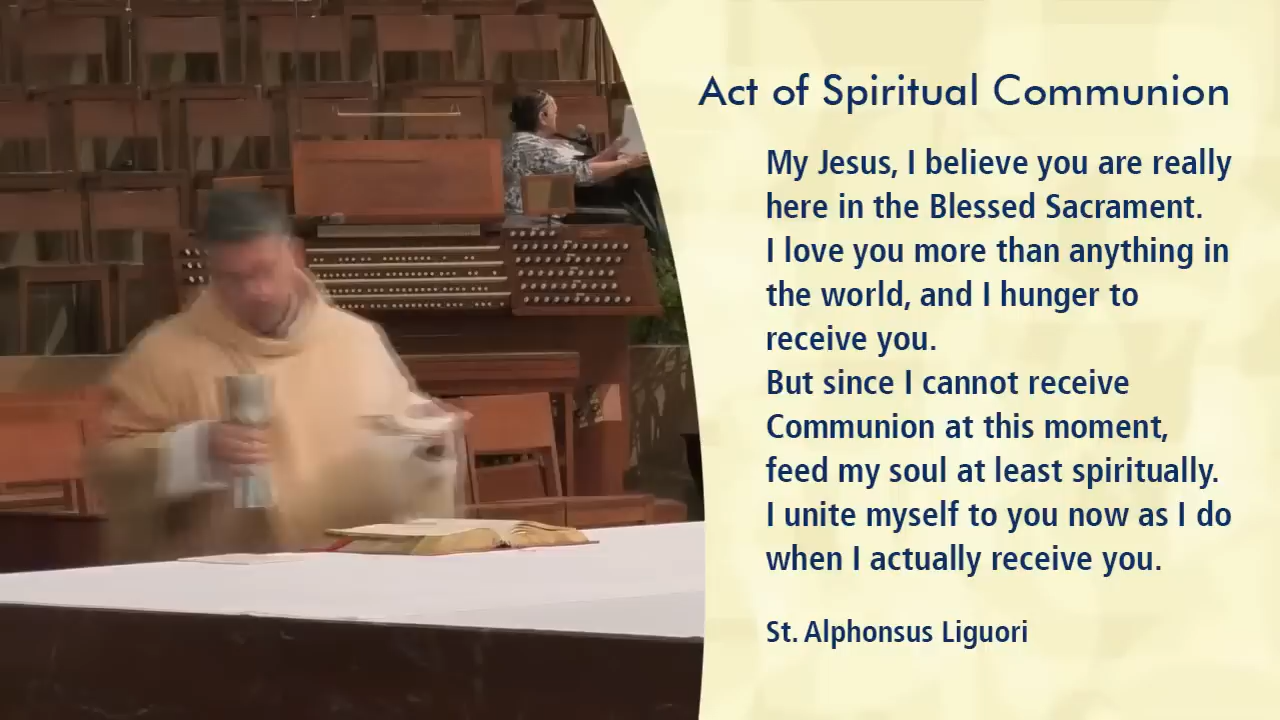 Act of Spiritual Communion
My Jesus, I believe you are really
here in the Blessed Sacrament.
I love you more than anything in
the world, and I hunger to
receive you.
But since I cannot receive
Communion at this moment,
feed my soul at least spiritually.
I unite myself to you now as I do
when I actually receive you.
St. Alphonsus Liguori